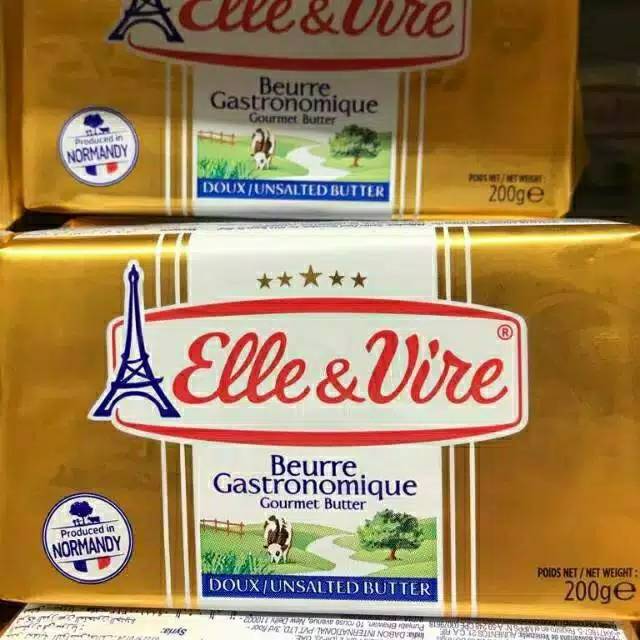 Elle & Vire
Beurre
Gastronomique
Gourmet Butter
Produced in
NORMANDY
DOUX/UNSALTED BUTTER
POIDS NET / NET WEIGHT :
200g℮
Elle & Vire®
Beurre
Gastronomique
Gourmet Butter
Produced in
NORMANDY
DOUX/UNSALTED BUTTER
POIDS NET / NET WEIGHT :
200g℮